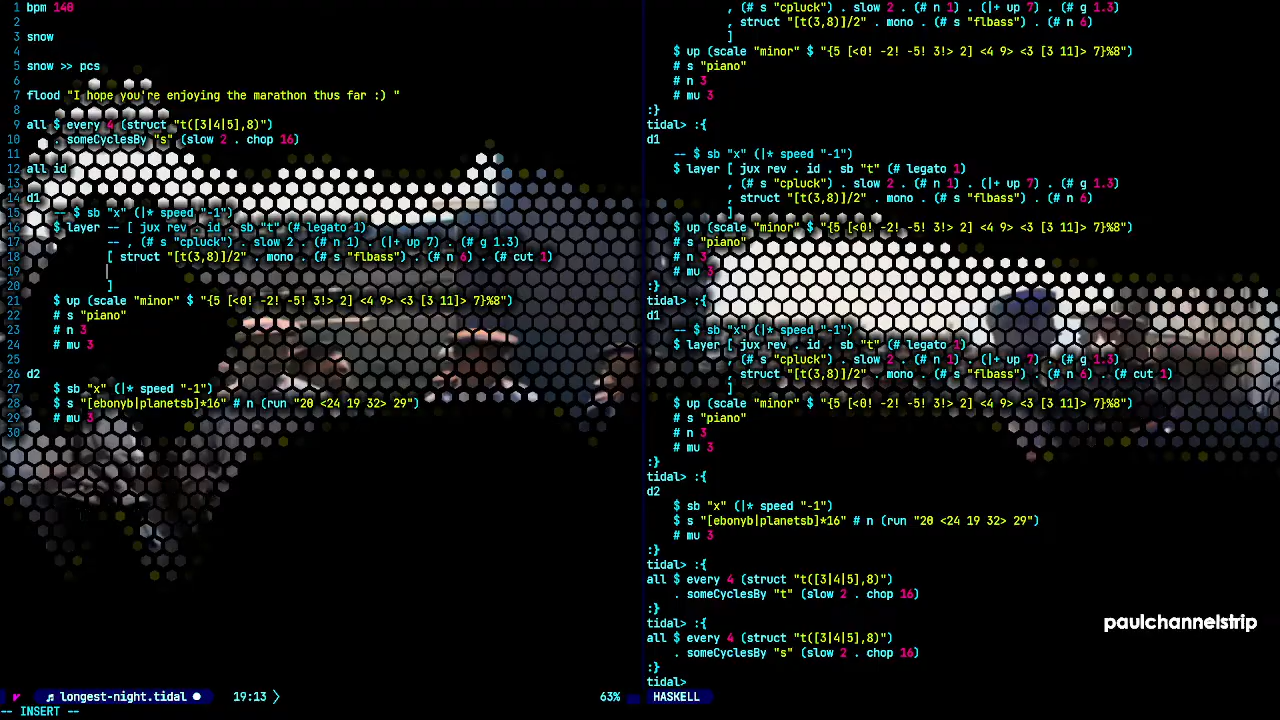 1 bpm 140
2
3 snow
4
5 snow >> pcs
6
7 flood "I hope you're enjoying the marathon thus far :) "
8
9 all $ every 4 (struct "t([3|4|5],8)")
10     . someCyclesBy "s" (slow 2 . chop 16)
11
12 all id
13
14 d1
15     -- $ sb "x" (|* speed "-1")
16     $ layer -- [ jux rev . id . sb "t" (# legato 1)
17             -- , (# s "cpluck") . slow 2 . (# n 1) . (|+ up 7) . (# g 1.3)
18             [ struct "[t(3,8)]/2" . mono . (# s "flbass") . (# n 6) . (# cut 1)
19
20             ]
21     $ up (scale "minor" $ "{5 [<0! -2! -5! 3!> 2] <4 9> <3 [3 11]> 7}%8")
22     # s "piano"
23     # n 3
24     # mu 3
25
26 d2
27     $ sb "x" (|* speed "-1")
28     $ s "[ebonyb|planetsb]*16" # n (run "20 <24 19 32> 29")
29     # mu 3
30
longest-night.tidal ● 19:13 63%
-- INSERT --
, (# s "cpluck") . slow 2 . (# n 1) . (|+ up 7) . (# g 1.3)
, struct "[t(3,8)]/2" . mono . (# s "flbass") . (# n 6)
]
$ up (scale "minor" $ "{5 [<0! -2! -5! 3!> 2] <4 9> <3 [3 11]> 7}%8")
# s "piano"
# n 3
# mu 3
:}
tidal> :{
d1
-- $ sb "x" (|* speed "-1")
$ layer [ jux rev . id . sb "t" (# legato 1)
, (# s "cpluck") . slow 2 . (# n 1) . (|+ up 7) . (# g 1.3)
, struct "[t(3,8)]/2" . mono . (# s "flbass") . (# n 6)
]
$ up (scale "minor" $ "{5 [<0! -2! -5! 3!> 2] <4 9> <3 [3 11]> 7}%8")
# s "piano"
# n 3
# mu 3
:}
tidal> :{
d1
-- $ sb "x" (|* speed "-1")
$ layer [ jux rev . id . sb "t" (# legato 1)
, (# s "cpluck") . slow 2 . (# n 1) . (|+ up 7) . (# g 1.3)
, struct "[t(3,8)]/2" . mono . (# s "flbass") . (# n 6) . (# cut 1)
]
$ up (scale "minor" $ "{5 [<0! -2! -5! 3!> 2] <4 9> <3 [3 11]> 7}%8")
# s "piano"
# n 3
# mu 3
:}
tidal> :{
d2
$ sb "x" (|* speed "-1")
$ s "[ebonyb|planetsb]*16" # n (run "20 <24 19 32> 29")
# mu 3
:}
tidal> :{
all $ every 4 (struct "t([3|4|5],8)")
. someCyclesBy "t" (slow 2 . chop 16)
:}
tidal> :{
all $ every 4 (struct "t([3|4|5],8)")
. someCyclesBy "s" (slow 2 . chop 16)
:}
tidal>
HASKELL
paulchannelstrip